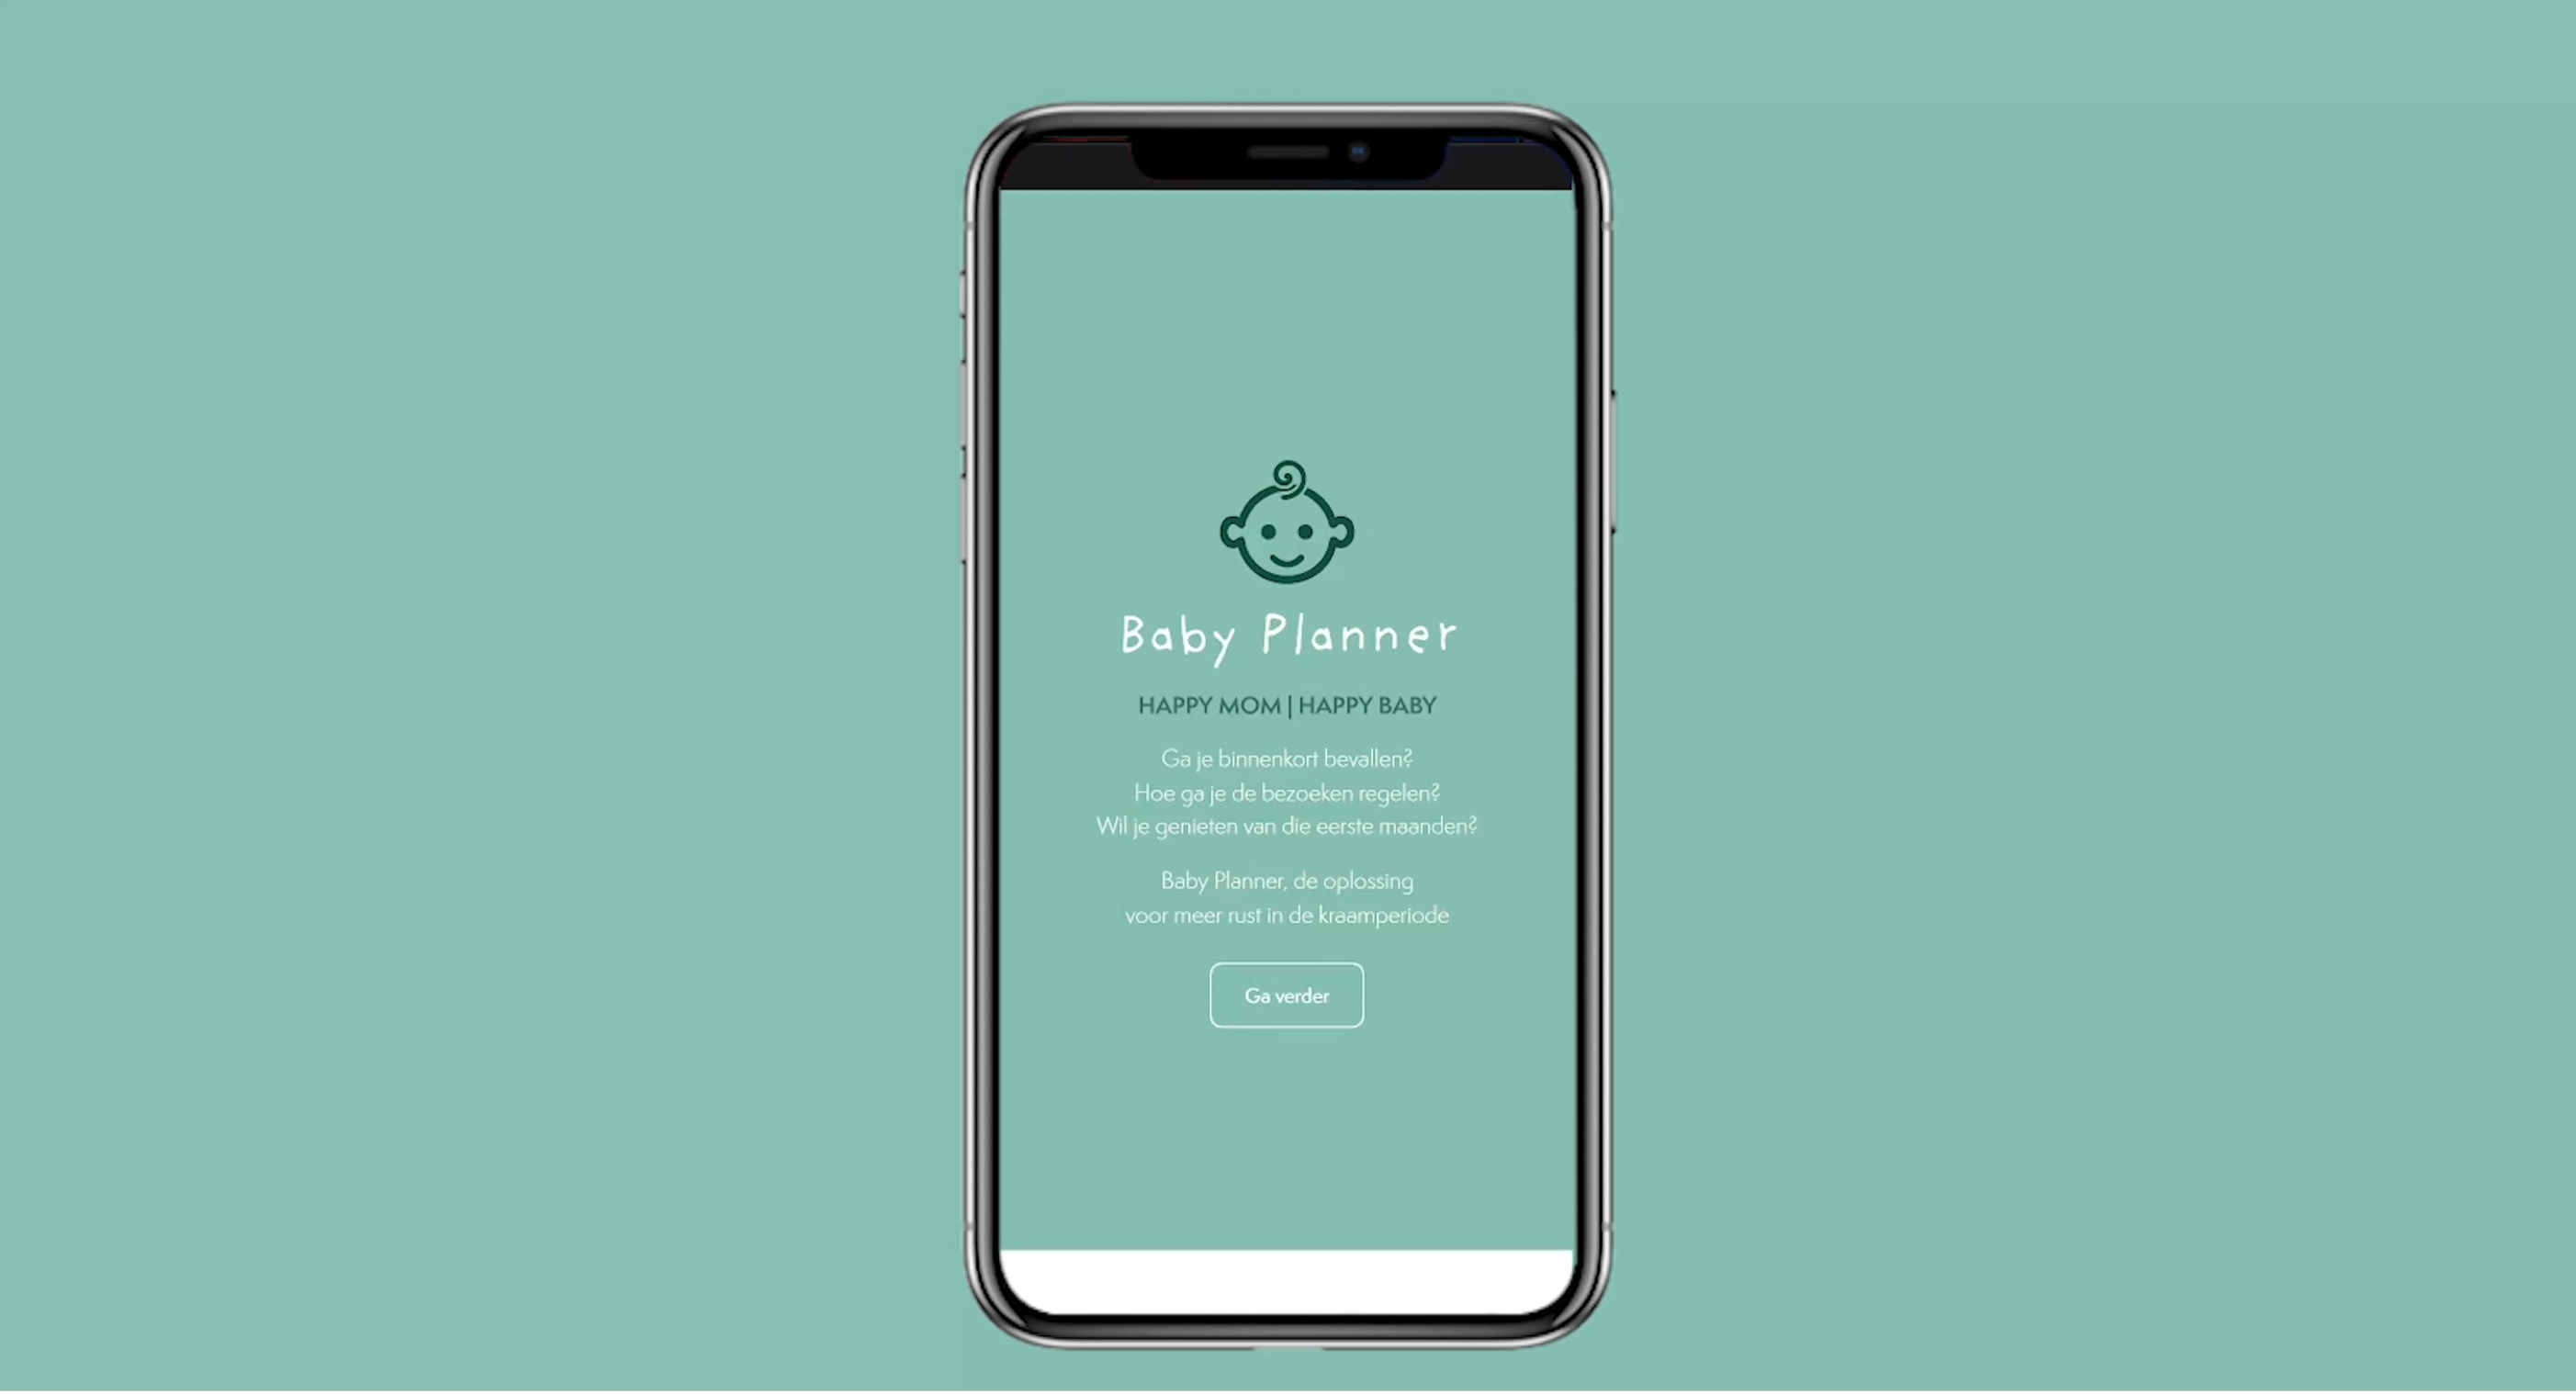 Baby Planner
HAPPY MOM | HAPPY BABY
Ga je binnenkort bevallen?
Hoe ga je de bezoeken regelen?
Wil je genieten van die eerste maanden?
Baby Planner, de oplossing
voor meer rust in de kraamperiode
Ga verder